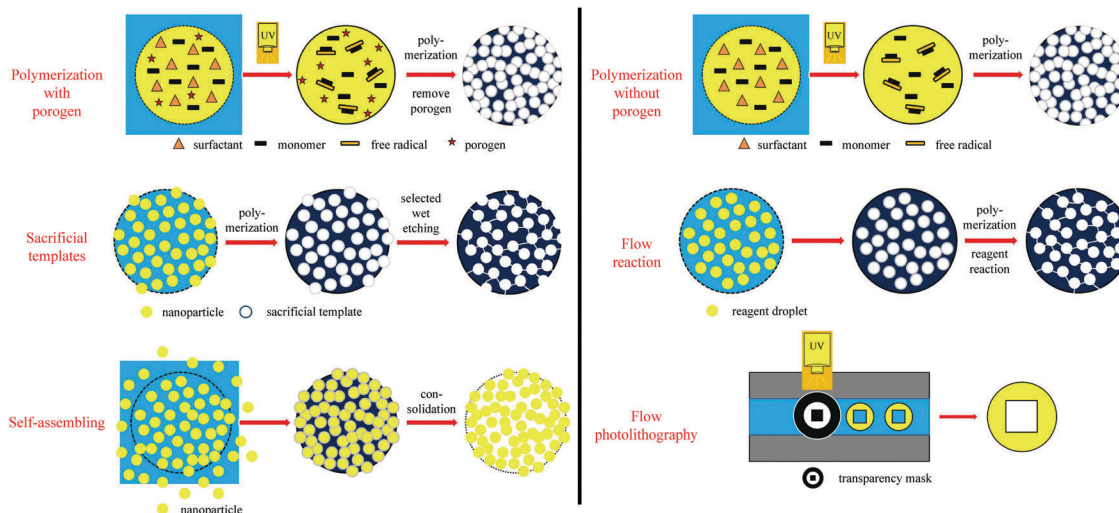 Polymerization
with
porogen
UV
poly-
merization
remove
porogen
surfactant
monomer
free radical
porogen
Sacrificial
templates
poly-
merization
selected
wet
etching
nanoparticle
sacrificial template
Self-assembling
con-
solidation
nanoparticle
Polymerization
without
porogen
UV
poly-
merization
surfactant
monomer
free radical
Flow
reaction
poly-
merization
reagent
reaction
reagent droplet
Flow
photolithography
UV
transparency mask